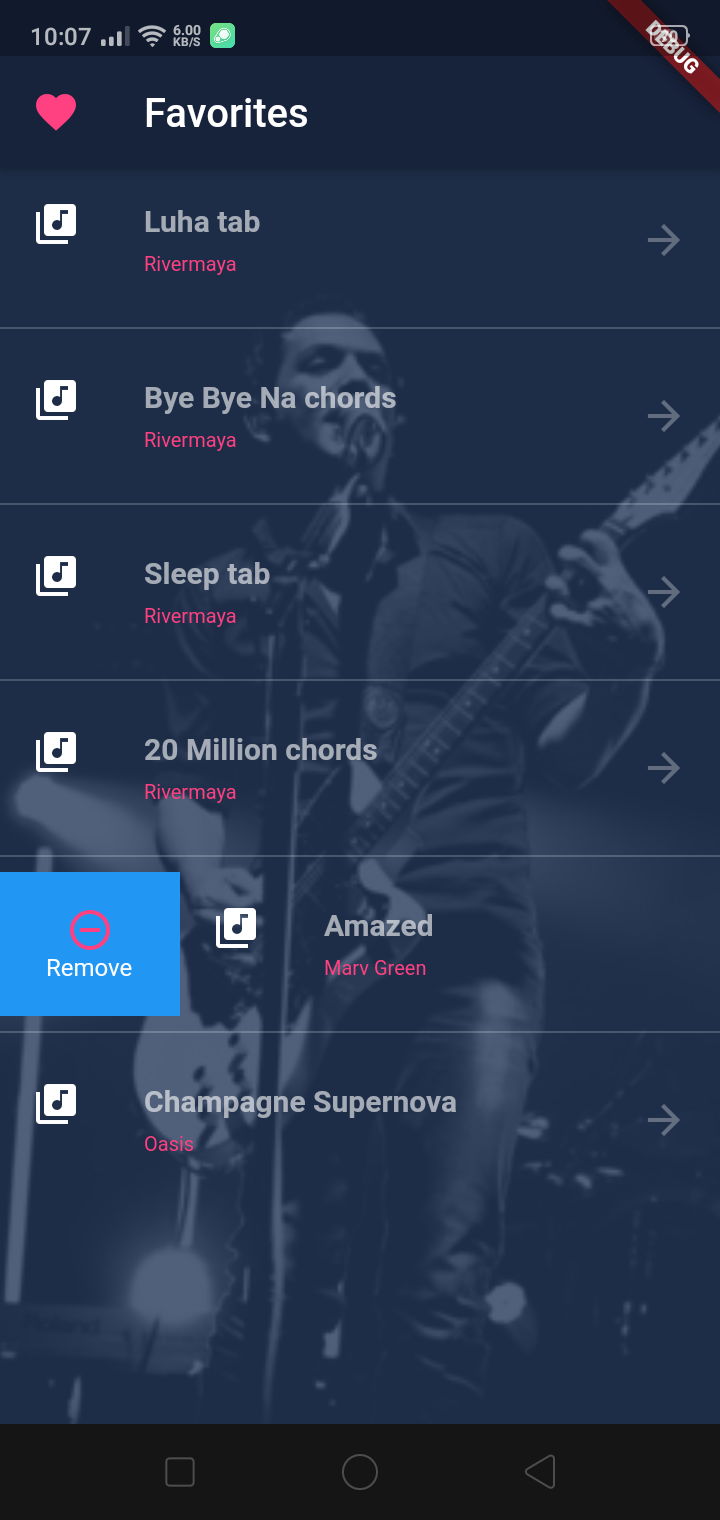 10:07
6.00
KB/S
DEBUG
Favorites
Luha tab
Rivermaya
Bye Bye Na chords
Rivermaya
Sleep tab
Rivermaya
20 Million chords
Rivermaya
Remove
Amazed
Marv Green
Champagne Supernova
Oasis
Roland